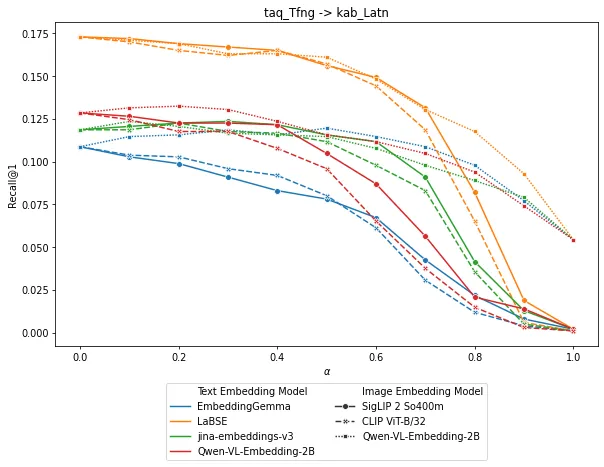 taq_Tfng -> kab_Latn
Recall@1
0.175
0.150
0.125
0.100
0.075
0.050
0.025
0.000
0.0 0.2 0.4 0.6 0.8 1.0
α
Text Embedding Model
EmbeddingGemma
LaBSE
jina-embeddings-v3
Qwen-VL-Embedding-2B
Image Embedding Model
SigLIP 2 So400m
CLIP ViT-B/32
Qwen-VL-Embedding-2B